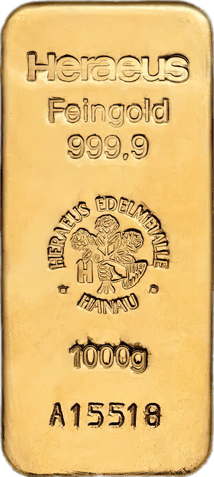 Heraeus
Feingold
999,9
HERAEUS EDELMETALLE
H
HANAU
1000g
A15518